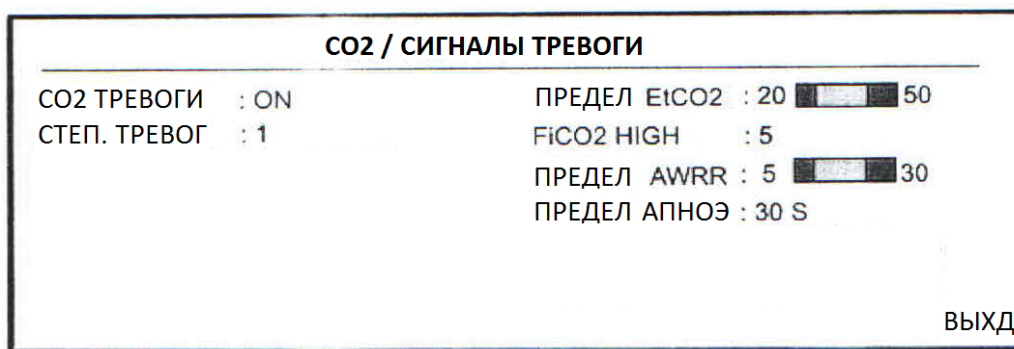 CO2 / СИГНАЛЫ ТРЕВОГИ
CO2 ТРЕВОГИ : ON
СТЕП. ТРЕВОГ : 1
ПРЕДЕЛ EtCO2 : 20 50
FiCO2 HIGH : 5
ПРЕДЕЛ AWRR : 5 30
ПРЕДЕЛ АПНОЭ : 30 S
ВЫХД